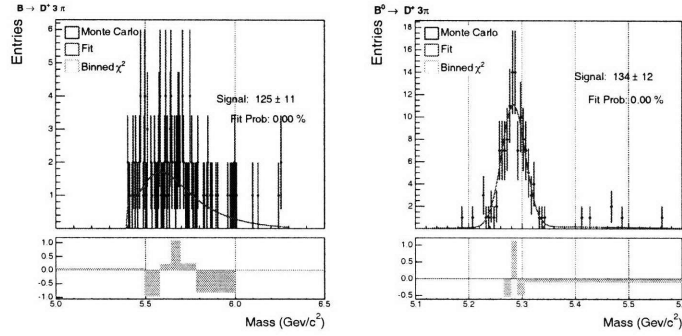 B → D* 3 π
Entries
Monte Carlo
Fit
Binned χ²
Signal: 125 ± 11
Fit Prob: 0.00 %
6
5
4
3
2
1
1.0
0.5
0.0
-0.5
-1.0
5.0 5.5 6.0 6.5
Mass (Gev/c²)
B⁰ → D* 3π
Entries
Monte Carlo
Fit
Binned χ²
Signal: 134 ± 12
Fit Prob: 0.00 %
18
16
14
12
10
8
6
4
2
1.0
0.5
0.0
-0.5
5.1 5.2 5.3 5.4 5.5
Mass (GeV/c²)